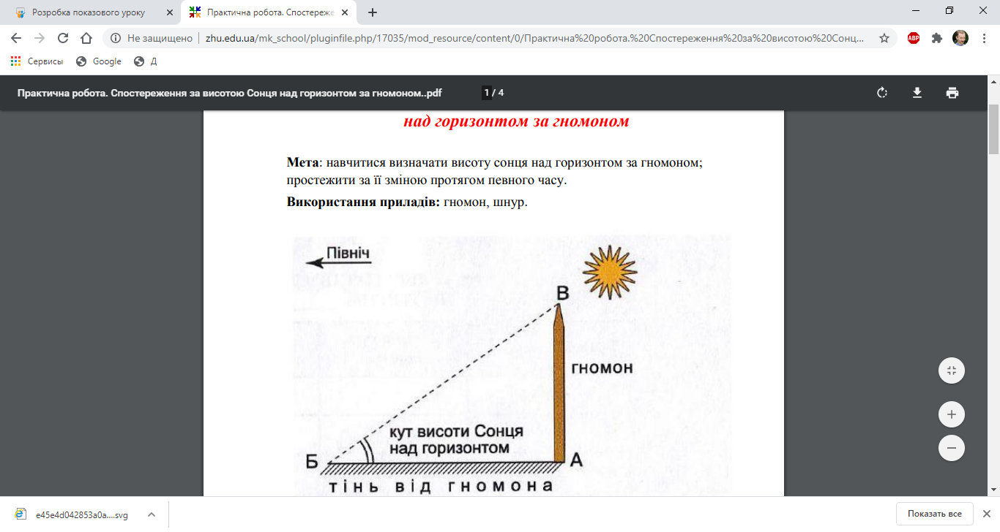 Розробка показового уроку
Практична робота. Спостереже
Не защищено
zhu.edu.ua/mk_school/pluginfile.php/17035/mod_resource/content/0/Практична%20робота.%20Спостереження%20за%20висотою%20Сонц...
ABP
Сервисы
Google
Д
Практична робота. Спостереження за висотою Сонця над горизонтом за гномоном..pdf
1 / 4
над горизонтом за гномоном
Мета: навчитися визначати висоту сонця над горизонтом за гномоном;
простежити за її зміною протягом певного часу.
Використання приладів: гномон, шнур.
Північ
В
гномон
кут висоти Сонця
над горизонтом
Б
А
тінь від гномона
e45e4d042853a0a....svg
Показать все